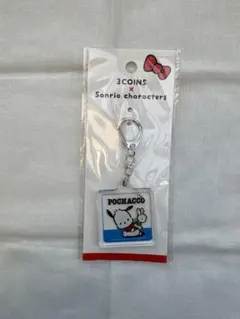 3COINS
×
Sanrio characters
POCHACCO